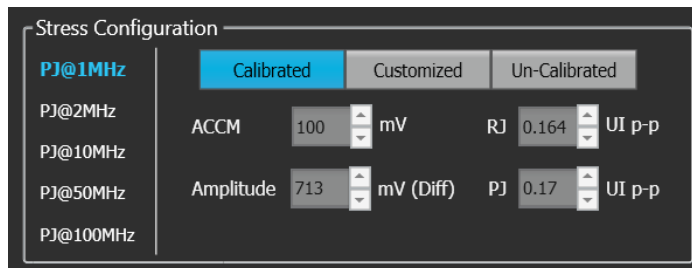 Stress Configuration
PJ@1MHz
PJ@2MHz
PJ@10MHz
PJ@50MHz
PJ@100MHz
Calibrated Customized Un-Calibrated
ACCM 100 mV RJ 0.164 UI p-p
Amplitude 713 mV (Diff) PJ 0.17 UI p-p